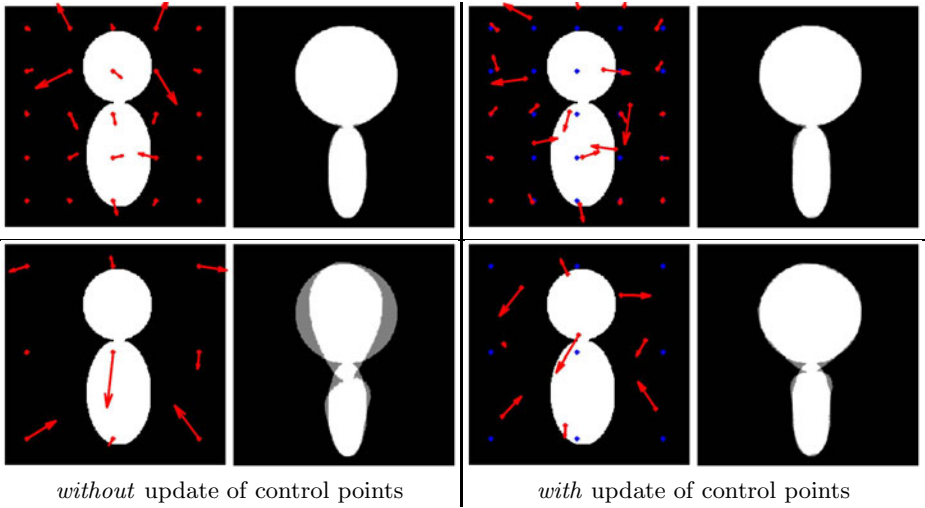 without update of control points
with update of control points